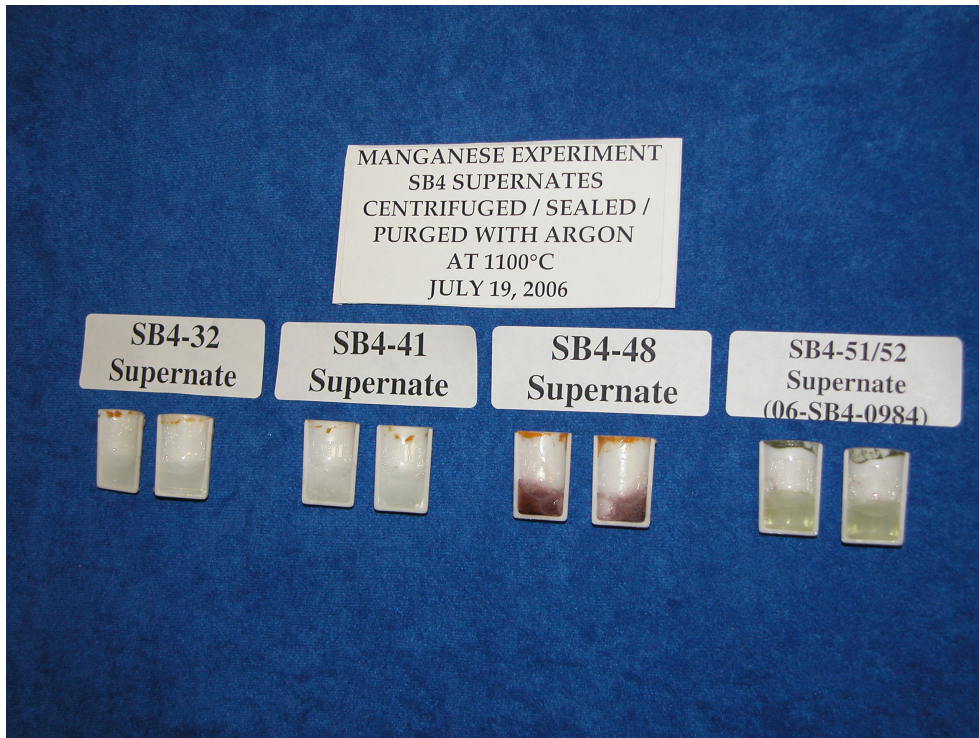 MANGANESE EXPERIMENT
SB4 SUPERNATES
CENTRIFUGED / SEALED /
PURGED WITH ARGON
AT 1100°C
JULY 19, 2006
SB4-32
Supernate
SB4-41
Supernate
SB4-48
Supernate
SB4-51/52
Supernate
(06-SB4-0984)